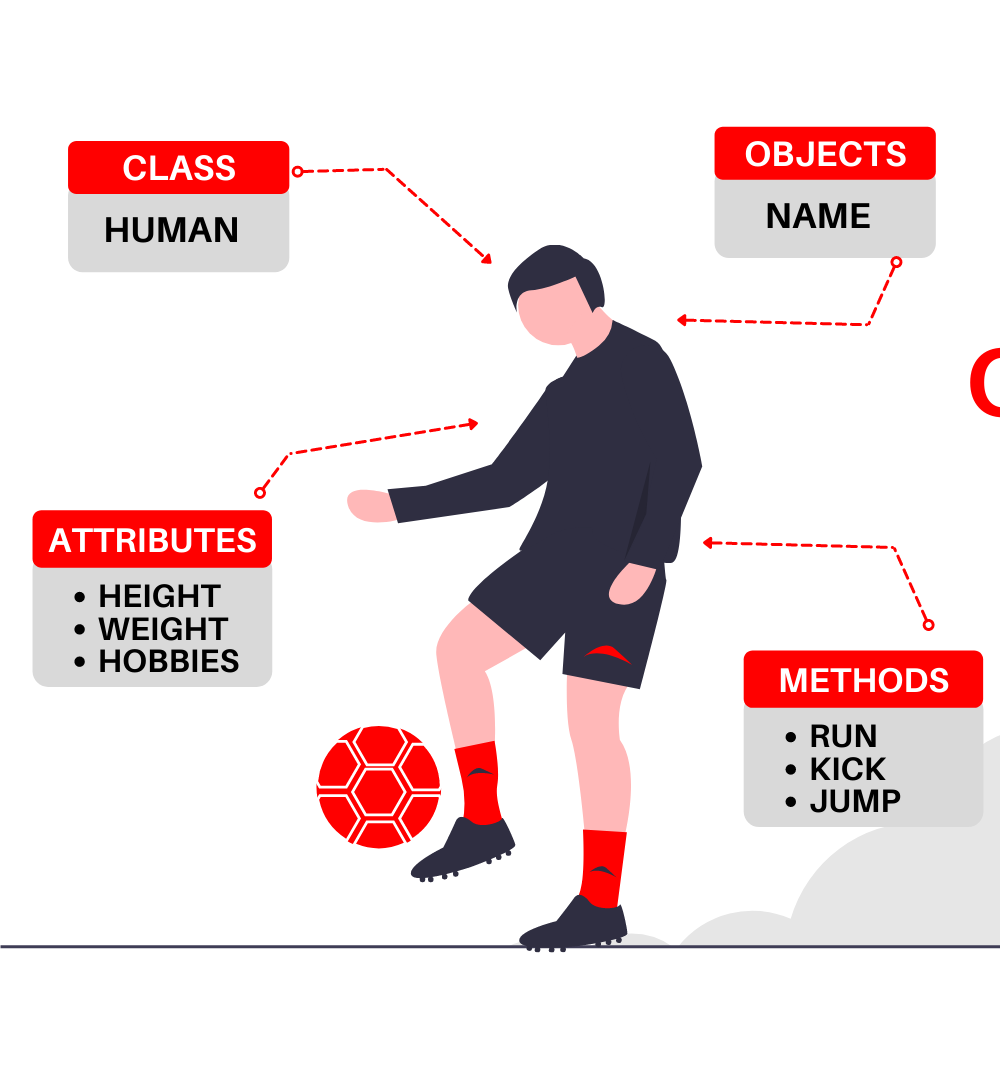 CLASS
HUMAN
OBJECTS
NAME
ATTRIBUTES
• HEIGHT
• WEIGHT
• HOBBIES
METHODS
• RUN
• KICK
• JUMP